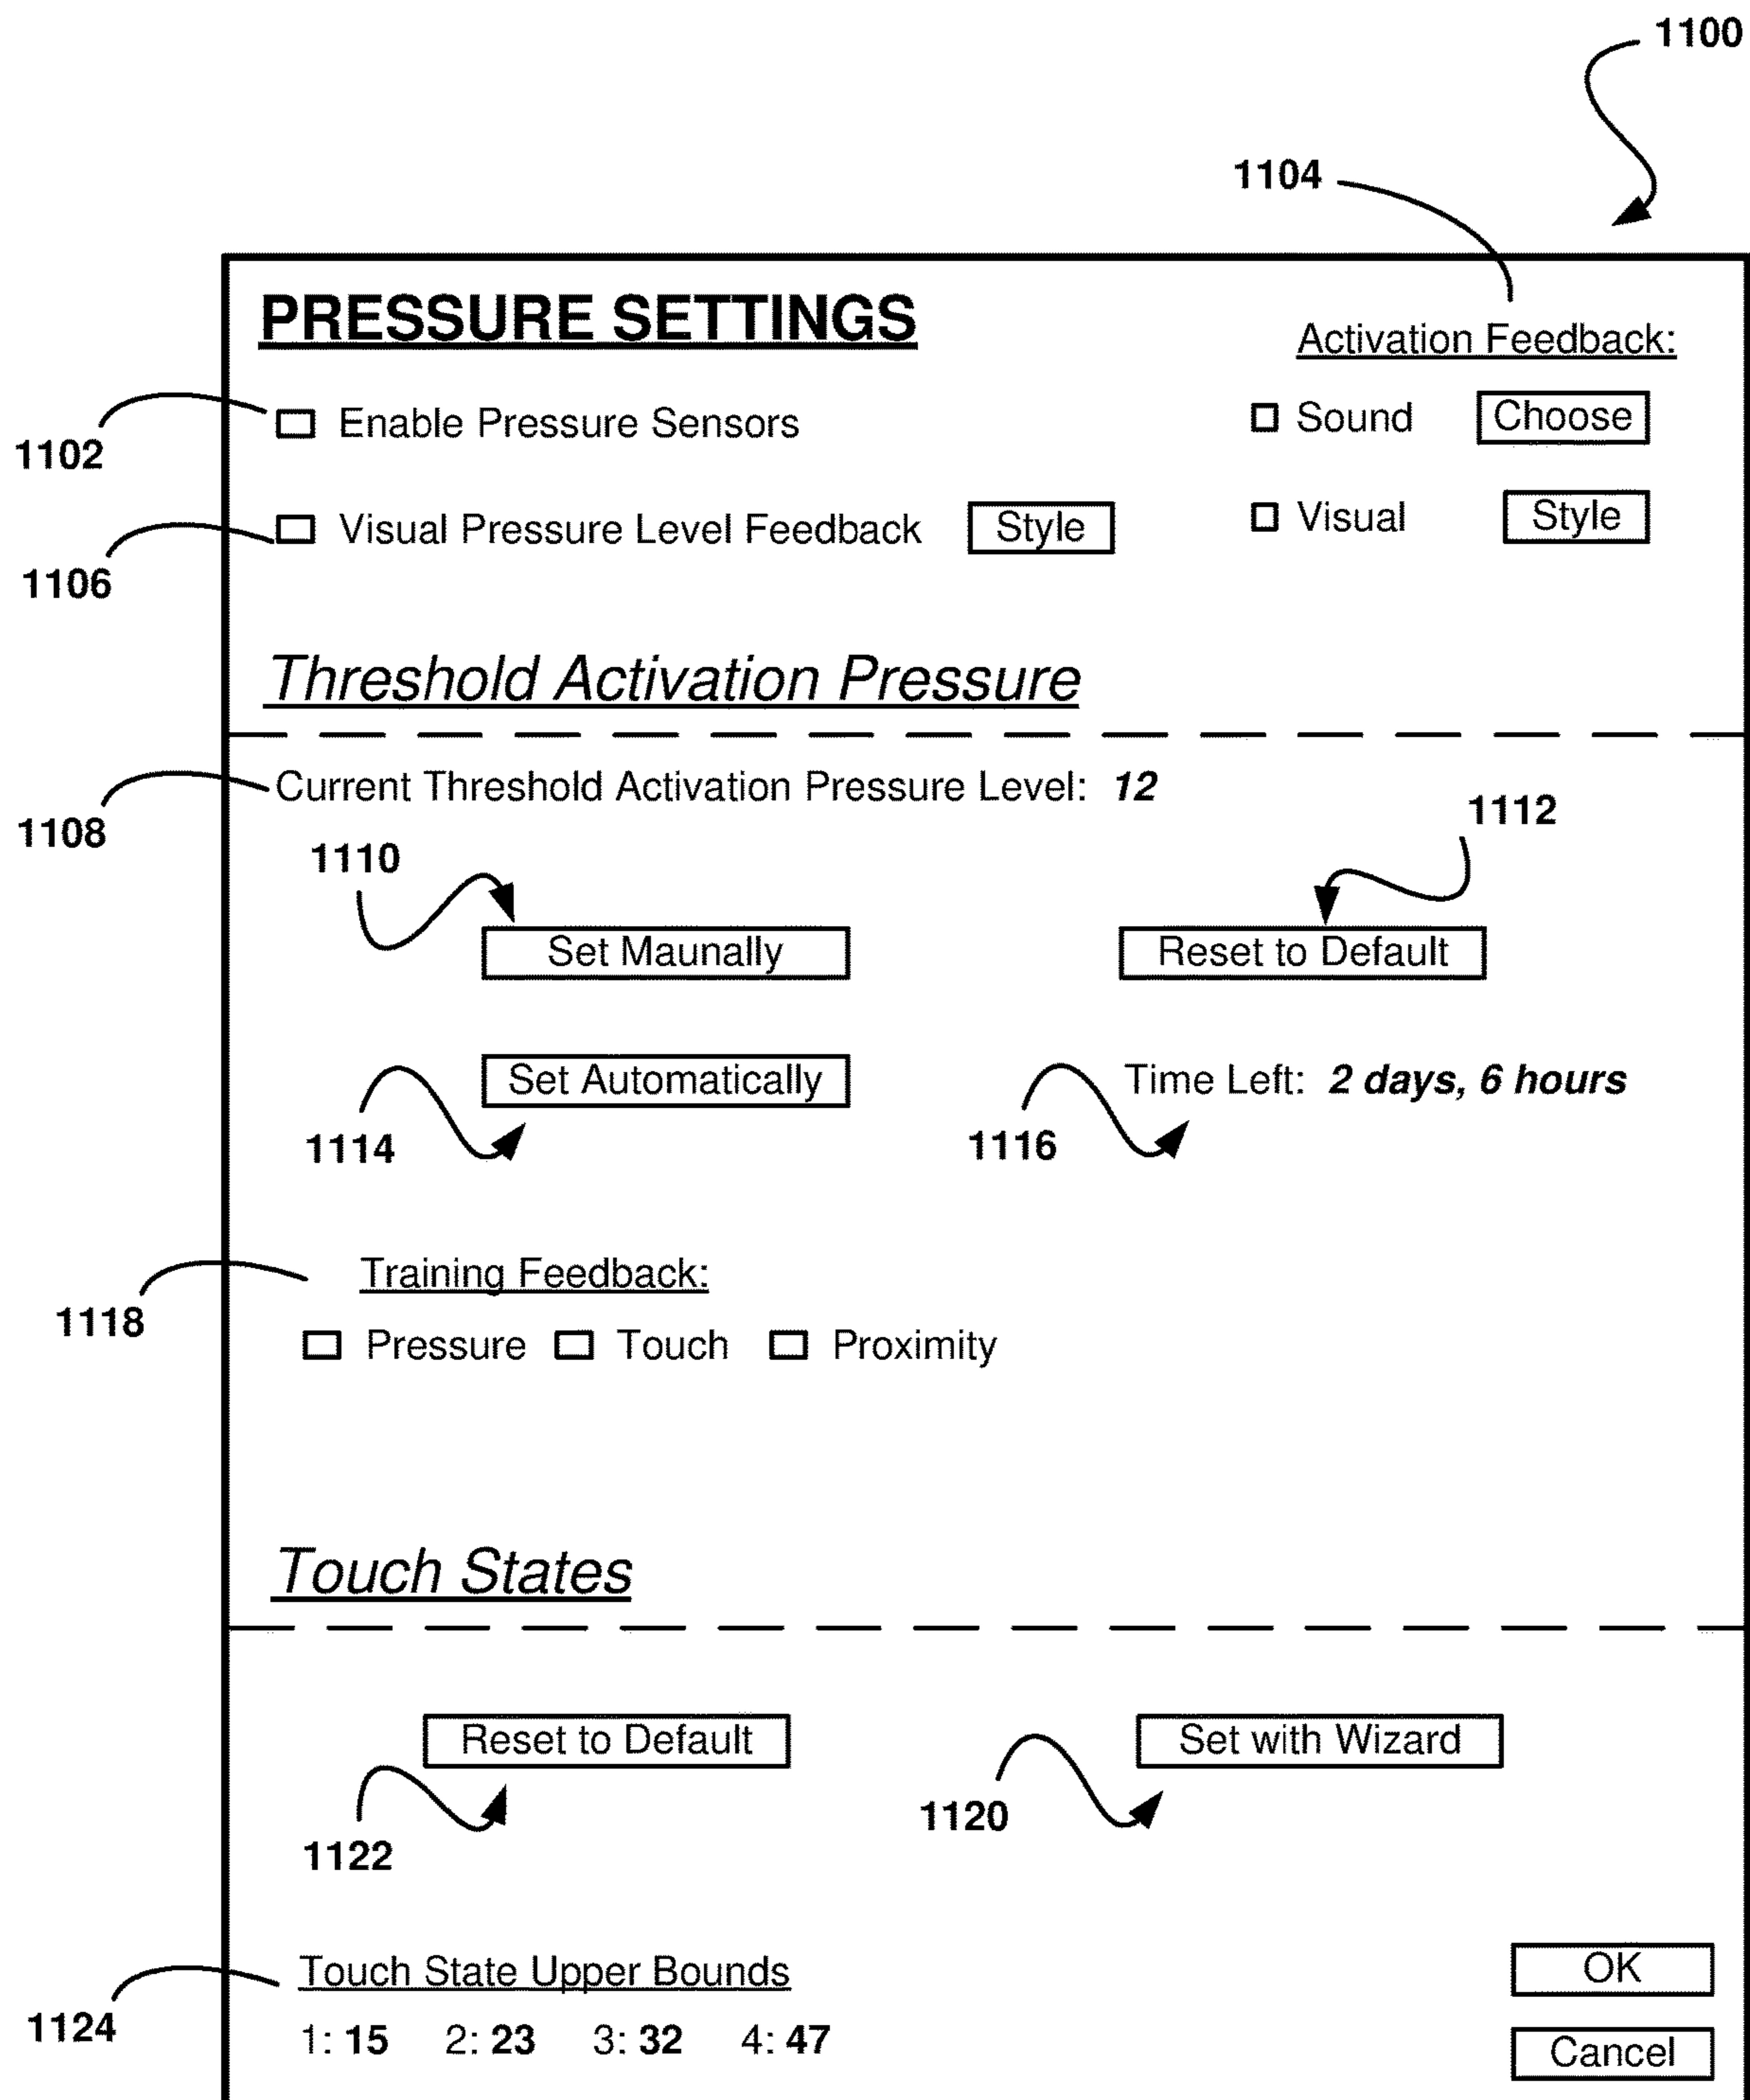 1100
1104
PRESSURE SETTINGS
Activation Feedback:
1102
Enable Pressure Sensors
Sound Choose
1106
Visual Pressure Level Feedback Style
Visual Style
Threshold Activation Pressure
1108
Current Threshold Activation Pressure Level: 12
1110
1112
Set Maunally
Reset to Default
Set Automatically
Time Left: 2 days, 6 hours
1114
1116
1118
Training Feedback:
Pressure Touch Proximity
Touch States
Reset to Default
Set with Wizard
1122
1120
1124
Touch State Upper Bounds
1: 15 2: 23 3: 32 4: 47
OK
Cancel